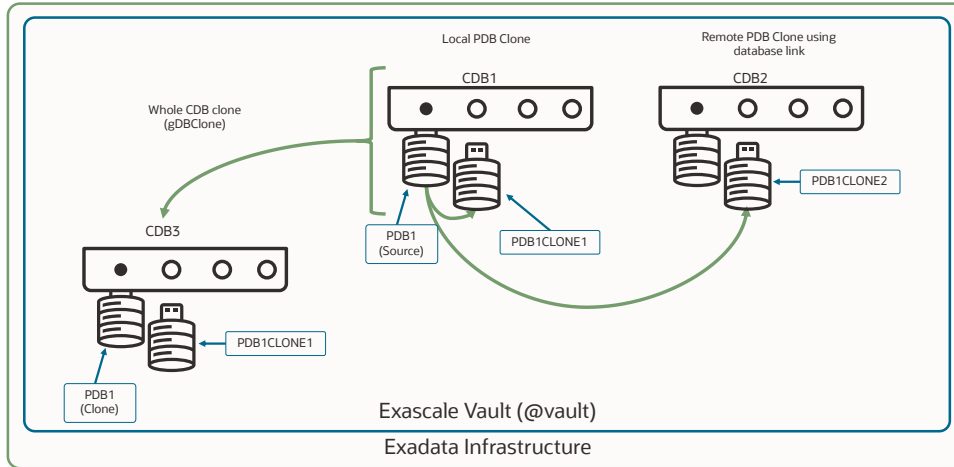 Local PDB Clone
Remote PDB Clone using
database link
CDB1
CDB2
Whole CDB clone
(gDBClone)
PDB1CLONE2
PDB1
(Source)
PDB1CLONE1
CDB3
PDB1CLONE1
PDB1
(Clone)
Exascale Vault (@vault)
Exadata Infrastructure